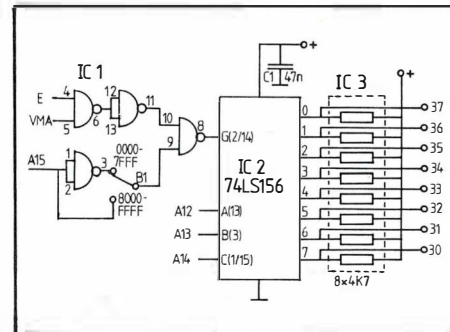 IC 1
E
4
5
6
VMA
12
13
11
10
9
8
A15
1
2
3
0000-
7FFF
B1
8000-
FFFF
C1
47n
+
G(2/14)
IC 2
74LS156
A12
A(13)
A13
B(3)
A14
C(1/15)
0
1
2
3
4
5
6
7
IC 3
+
37
36
35
34
33
32
31
30
8x4K7